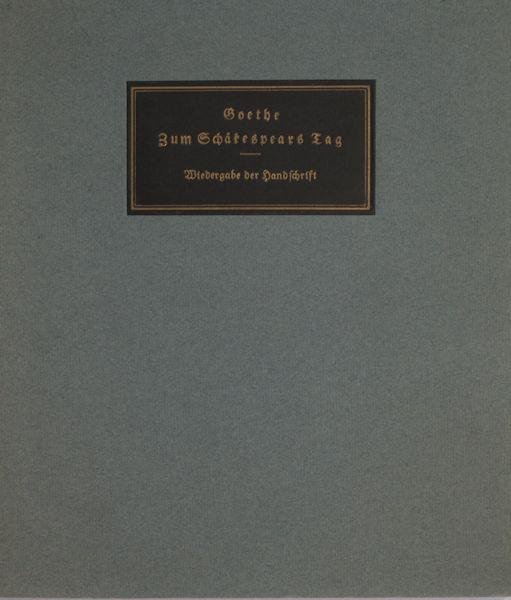 Goethe
Zum Schäkespears Tag
Wiedergabe der Handschrift